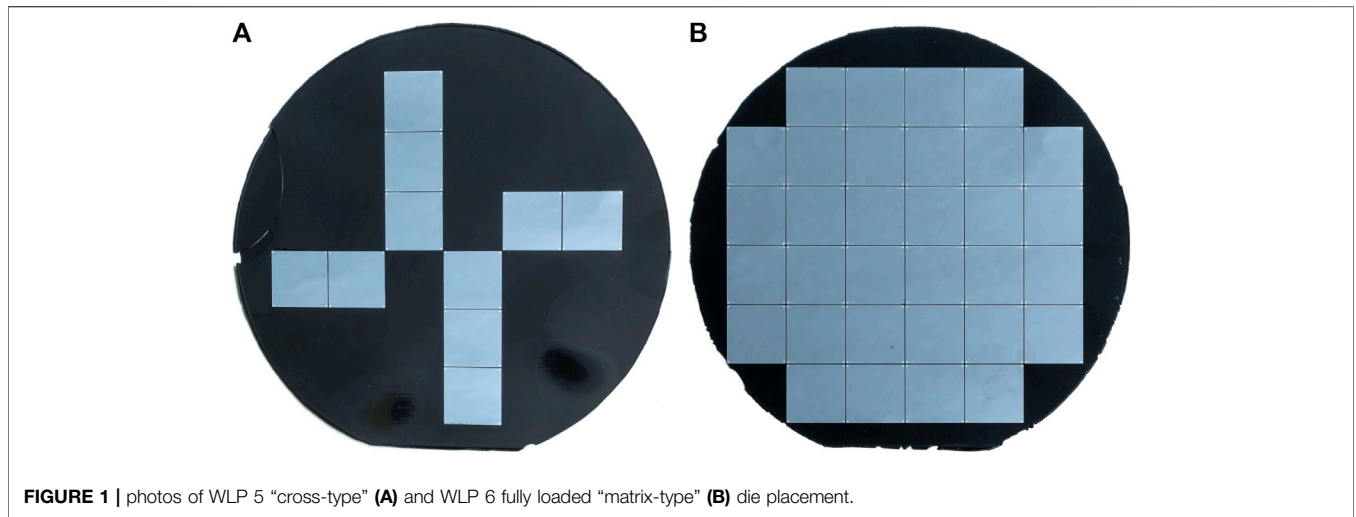 A
B
FIGURE 1 | photos of WLP 5 “cross-type” (A) and WLP 6 fully loaded “matrix-type” (B) die placement.